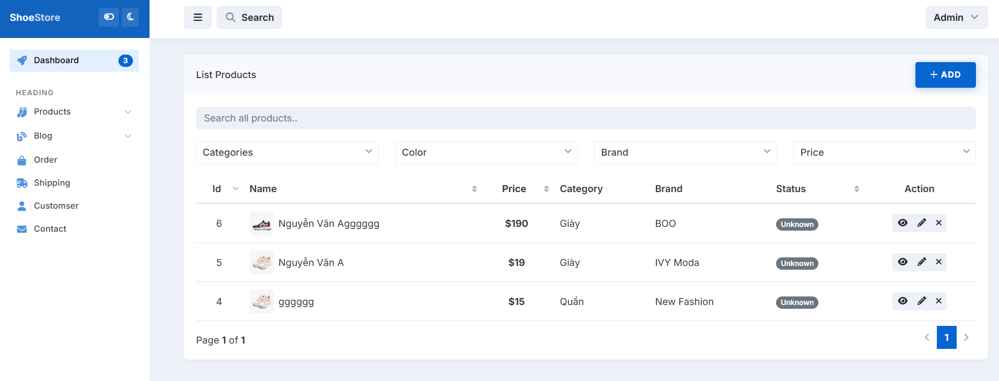 ShoeStore
Search
Admin
Dashboard 3
HEADING
Products
Blog
Order
Shipping
Customser
Contact
List Products
+ ADD
Search all products..
Categories Color Brand Price
Id Name Price Category Brand Status Action
6 Nguyễn Văn Agggggg $190 Giày BOO Unknown
5 Nguyễn Văn A $19 Giày IVY Moda Unknown
4 gggggg $15 Quần New Fashion Unknown
Page 1 of 1
1